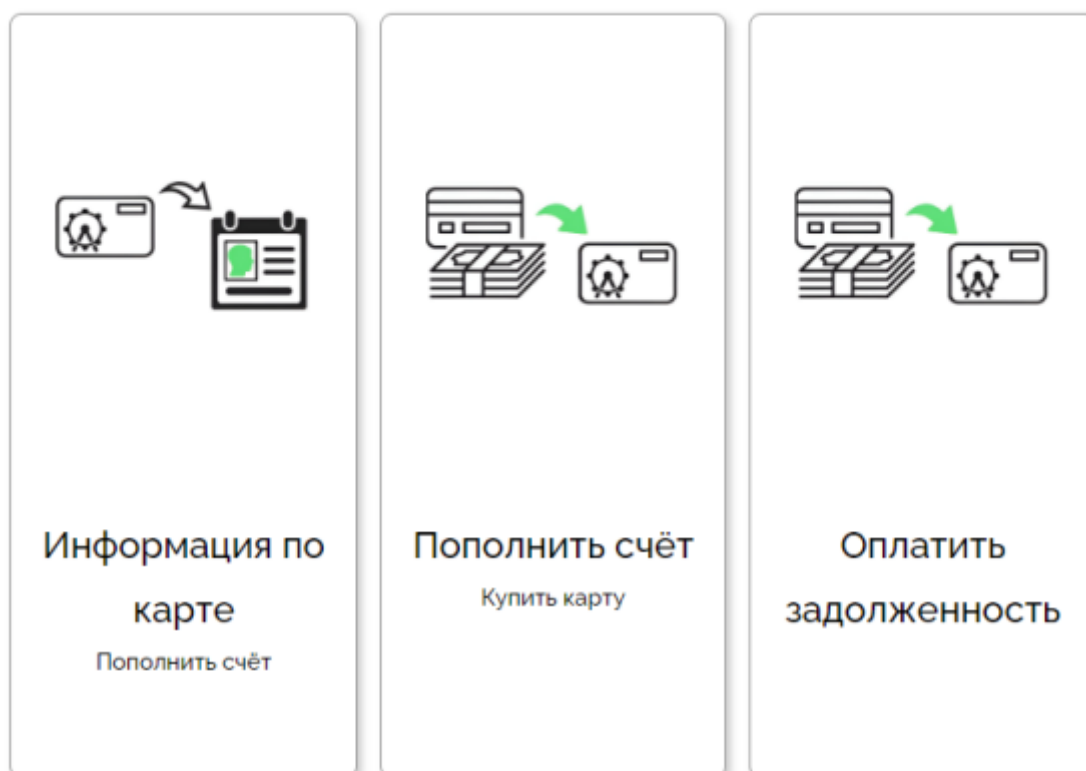 Информация по
карте
Пополнить счёт
Пополнить счёт
Купить карту
Оплатить
задолженность